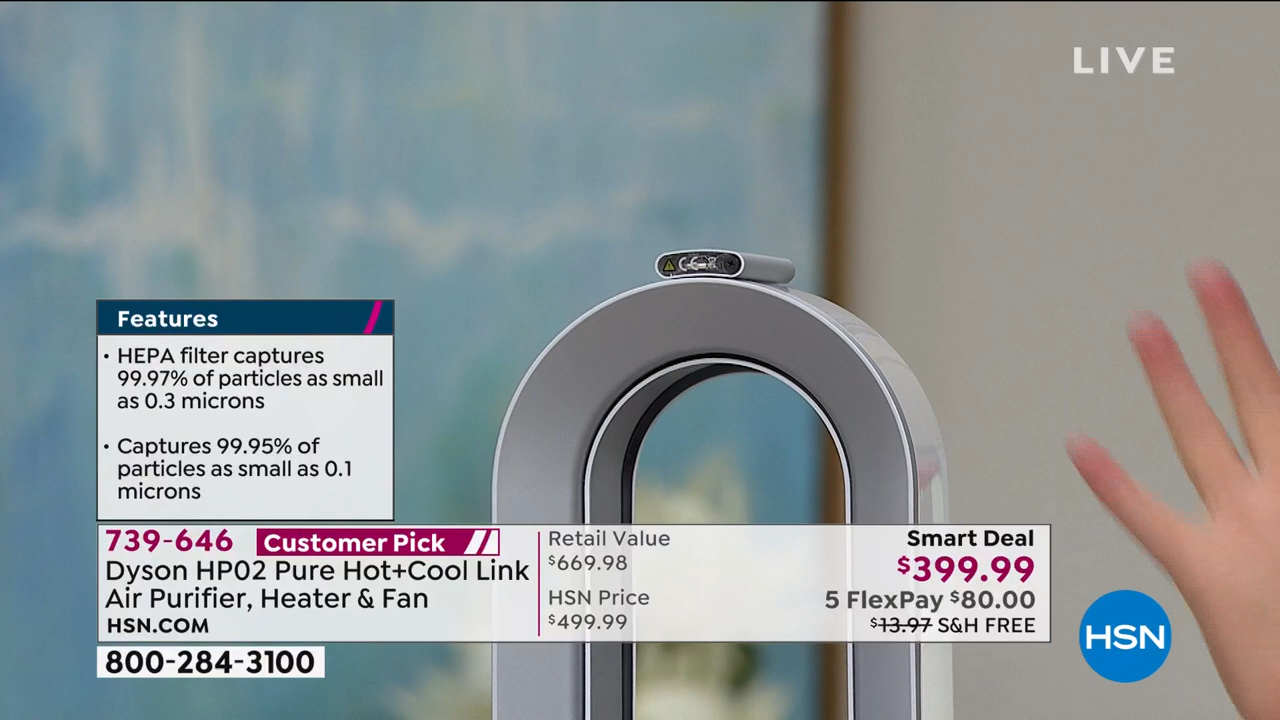 LIVE
Features
• HEPA filter captures
99.97% of particles as small
as 0.3 microns
• Captures 99.95% of
particles as small as 0.1
microns
739-646 Customer Pick
Dyson HP02 Pure Hot+Cool Link
Air Purifier, Heater & Fan
HSN.COM
Retail Value
$669.98
HSN Price
$499.99
Smart Deal
$399.99
5 FlexPay $80.00
$13.97 S&H FREE
800-284-3100
HSN